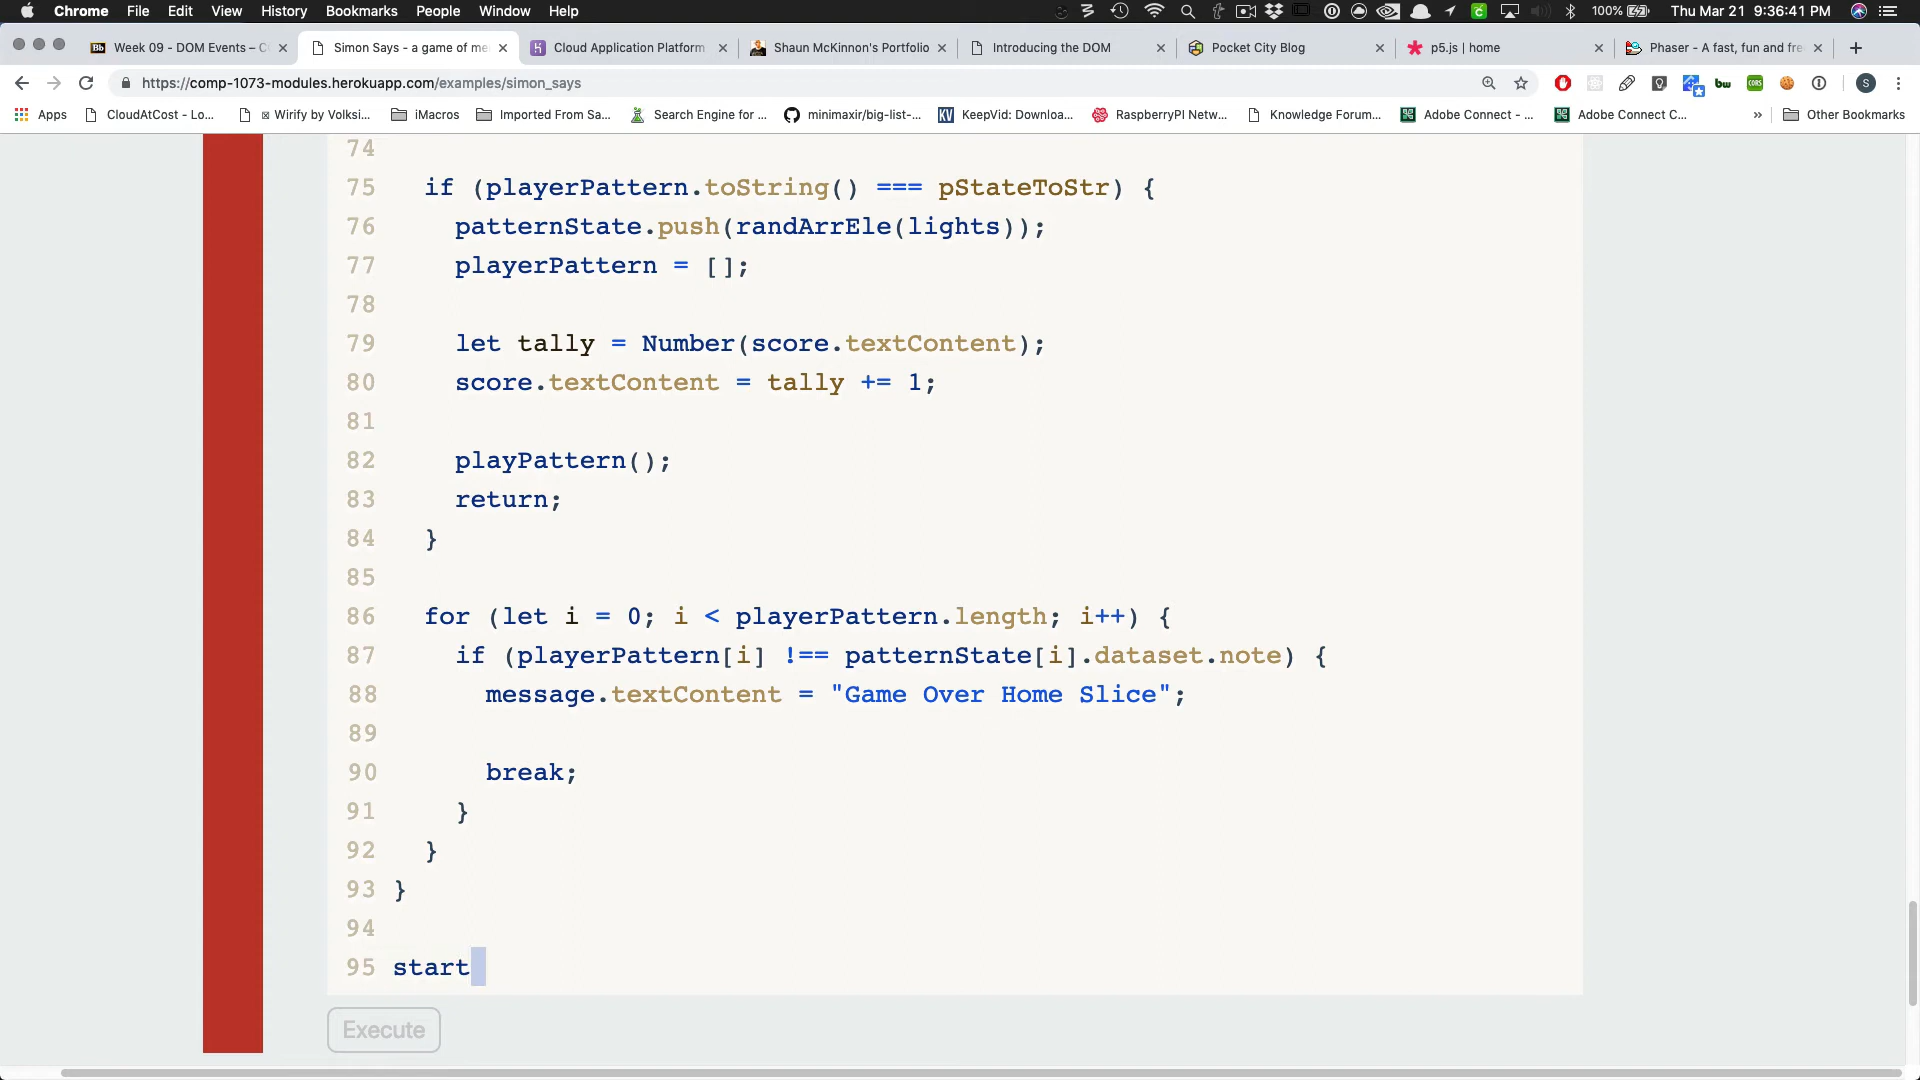 Chrome File Edit View History Bookmarks People Window Help 100% Thu Mar 21 9:36:41 PM
Week 09 - DOM Events – C Simon Says - a game of me Cloud Application Platform Shaun McKinnon's Portfolio Introducing the DOM Pocket City Blog p5.js | home Phaser - A fast, fun and fre
https://comp-1073-modules.herokuapp.com/examples/simon_says
Apps CloudAtCost - Lo... Wirify by Volksi... iMacros Imported From Sa... Search Engine for ... minimaxir/big-list-... KeepVid: Downloa... RaspberryPI Netw... Knowledge Forum... Adobe Connect - ... Adobe Connect C... » Other Bookmarks
74
75 if (playerPattern.toString() === pStateToStr) {
76 patternState.push(randArrEle(lights));
77 playerPattern = [];
78
79 let tally = Number(score.textContent);
80 score.textContent = tally += 1;
81
82 playPattern();
83 return;
84 }
85
86 for (let i = 0; i < playerPattern.length; i++) {
87 if (playerPattern[i] !== patternState[i].dataset.note) {
88 message.textContent = "Game Over Home Slice";
89
90 break;
91 }
92 }
93 }
94
95 start
Execute